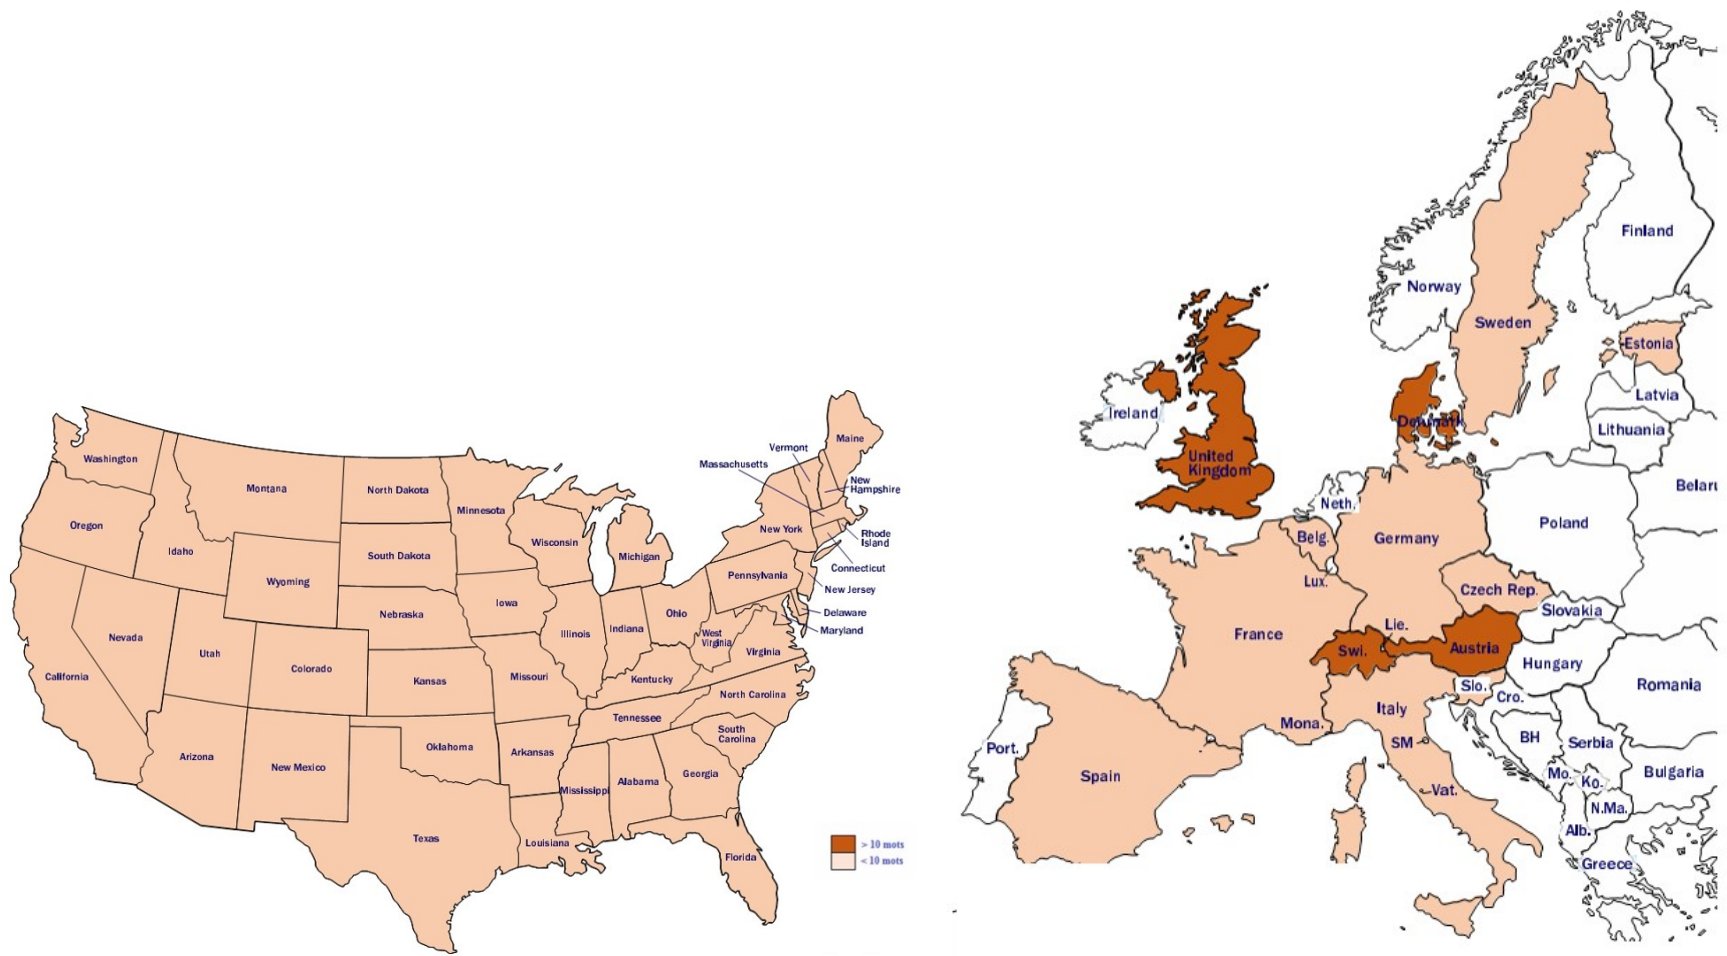 Washington
Montana
North Dakota
Minnesota
Maine
Vermont
Massachusetts
New
Hampshire
Oregon
Idaho
Wyoming
South Dakota
Wisconsin
Michigan
New York
Rhode
Island
Connecticut
Pennsylvania
New Jersey
Delaware
Maryland
Nebraska
Iowa
Illinois
Indiana
Ohio
West
Virginia
Virginia
Nevada
Utah
Colorado
California
Kansas
Missouri
Kentucky
North Carolina
Tennessee
South
Carolina
Arizona
New Mexico
Oklahoma
Arkansas
Mississippi
Alabama
Georgia
Texas
Louisiana
Florida
> 10 mots
< 10 mots
Finland
Norway
Sweden
Estonia
Latvia
Lithuania
Ireland
Denmark
United
Kingdom
Belaru
Neth.
Poland
Belg.
Germany
Lux.
Czech Rep.
Slovakia
Lie.
France
Swi.
Austria
Hungary
Slo.
Cro.
Romania
Italy
Mona.
SM
BH
Serbia
Port.
Spain
Vat.
Mo.
Ko.
Bulgaria
N.Ma.
Alb.
Greece